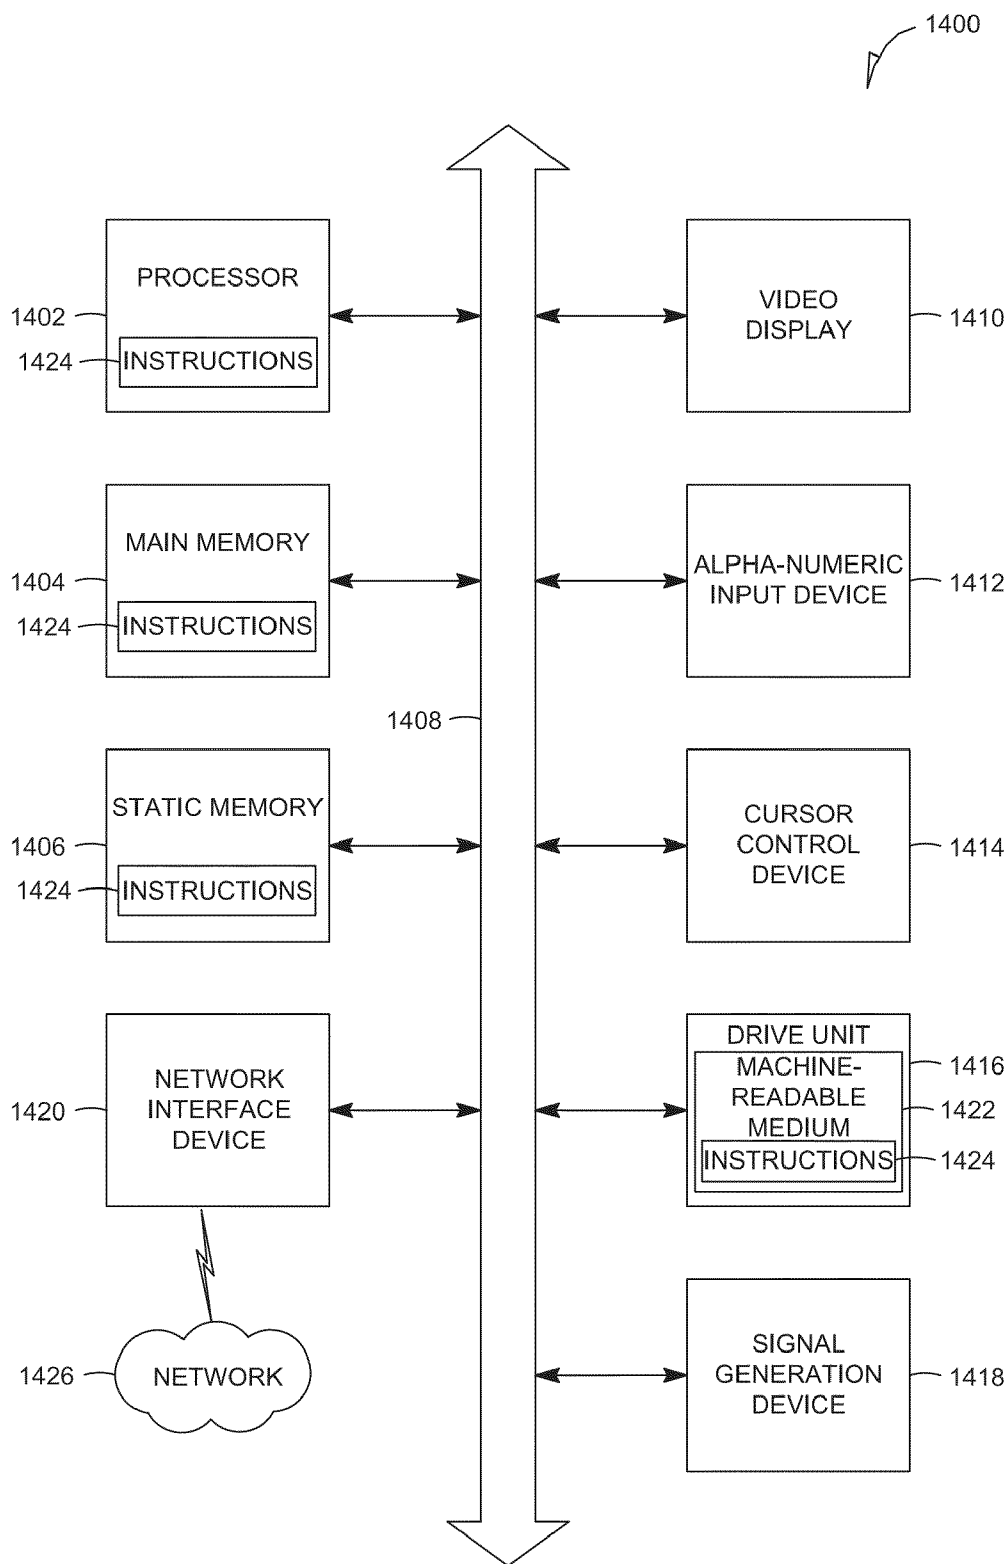 1400
PROCESSOR
1402
1424
INSTRUCTIONS
VIDEO
DISPLAY
1410
MAIN MEMORY
1404
1424
INSTRUCTIONS
ALPHA-NUMERIC
INPUT DEVICE
1412
1408
STATIC MEMORY
1406
1424
INSTRUCTIONS
CURSOR
CONTROL
DEVICE
1414
NETWORK
INTERFACE
DEVICE
1420
DRIVE UNIT
1416
MACHINE-
READABLE
MEDIUM
1422
INSTRUCTIONS
1424
1426
NETWORK
SIGNAL
GENERATION
DEVICE
1418